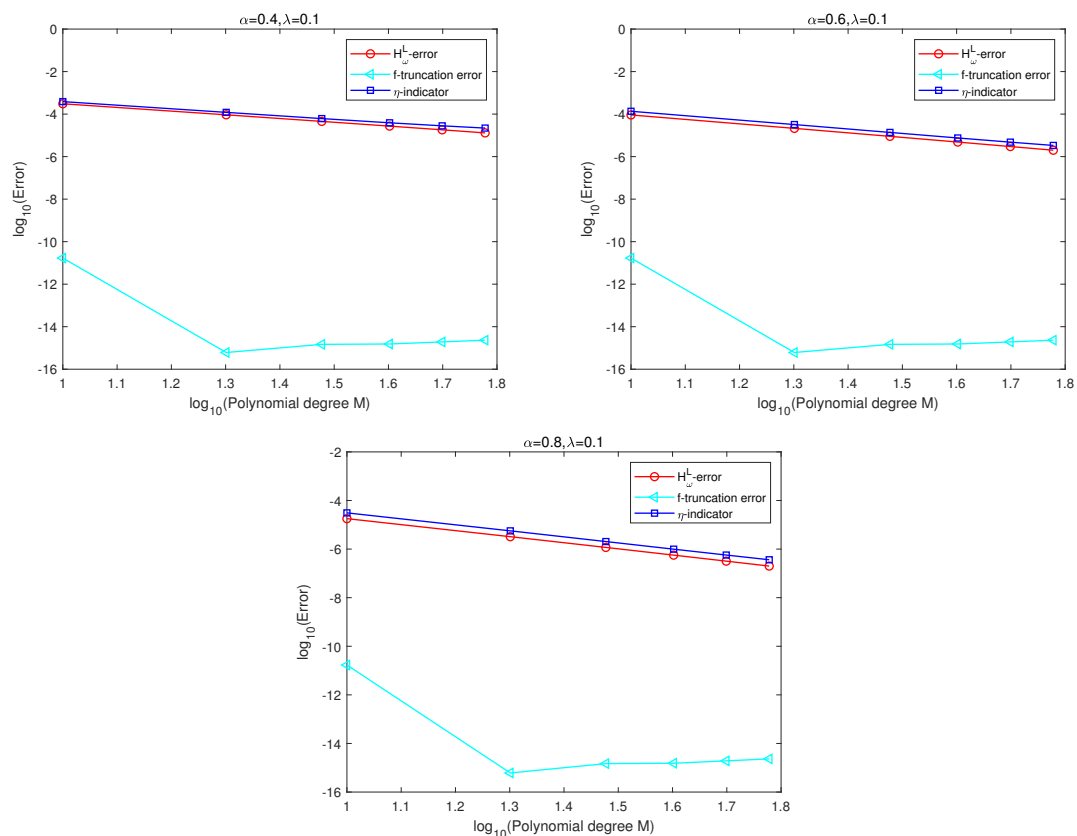 α=0.4,λ=0.1
0
-2
-4
-6
-8
-10
-12
-14
-16
log10(Error)
1 1.1 1.2 1.3 1.4 1.5 1.6 1.7 1.8
log10(Polynomial degree M)
H^L_ω-error
f-truncation error
η-indicator
α=0.6,λ=0.1
0
-2
-4
-6
-8
-10
-12
-14
-16
log10(Error)
1 1.1 1.2 1.3 1.4 1.5 1.6 1.7 1.8
log10(Polynomial degree M)
H^L_ω-error
f-truncation error
η-indicator
α=0.8,λ=0.1
-2
-4
-6
-8
-10
-12
-14
-16
log10(Error)
1 1.1 1.2 1.3 1.4 1.5 1.6 1.7 1.8
log10(Polynomial degree M)
H^L_ω-error
f-truncation error
η-indicator